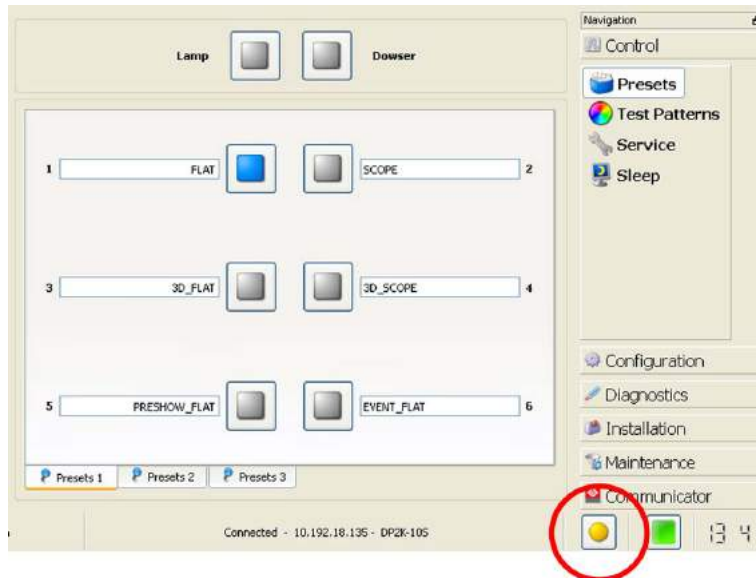 Navigation
Control
Lamp
Dowser
Presets
Test Patterns
Service
Sleep
1 FLAT SCOPE 2
3 3D_FLAT 3D_SCOPE 4
5 PRESHOW_FLAT EVENT_FLAT 6
Configuration
Diagnostics
Installation
Maintenance
Communicator
Presets 1 Presets 2 Presets 3
Connected - 10.192.18.135 - DP2K-10S
13 4